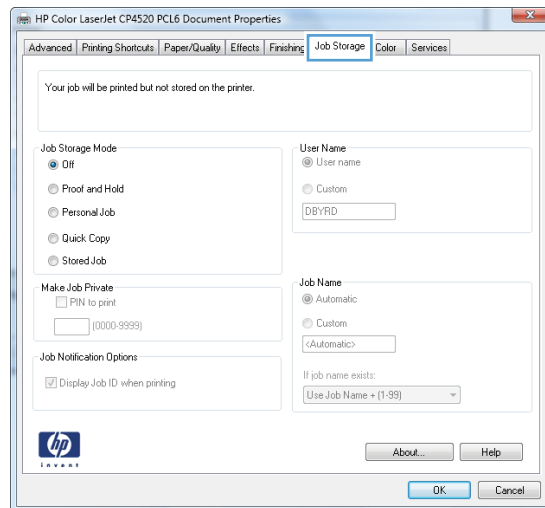 HP Color LaserJet CP4520 PCL6 Document Properties
Advanced Printing Shortcuts Paper/Quality Effects Finishing Job Storage Color Services
Your job will be printed but not stored on the printer.
Job Storage Mode
Off
Proof and Hold
Personal Job
Quick Copy
Stored Job
User Name
User name
Custom
DBYRD
Make Job Private
PIN to print
(0000-9999)
Job Name
Automatic
Custom
<Automatic>
If job name exists:
Use Job Name + (1-99)
Job Notification Options
Display Job ID when printing
hp
invent
About... Help
OK Cancel